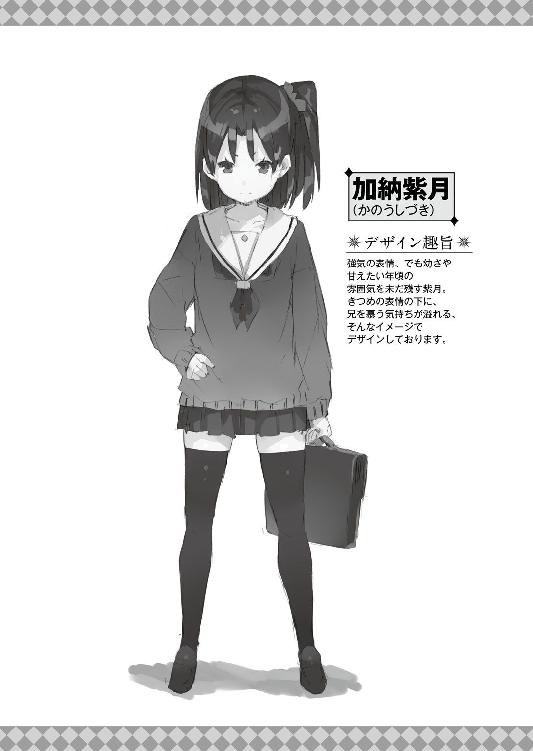 加納紫月
(かのうしづき)
デザイン趣旨
強気の表情、でも幼さや
甘えたい年頃の
雰囲気を未だ残す紫月。
きつめの表情の下に、
兄を慕う気持ちが溢れる、
そんなイメージで
デザインしております。